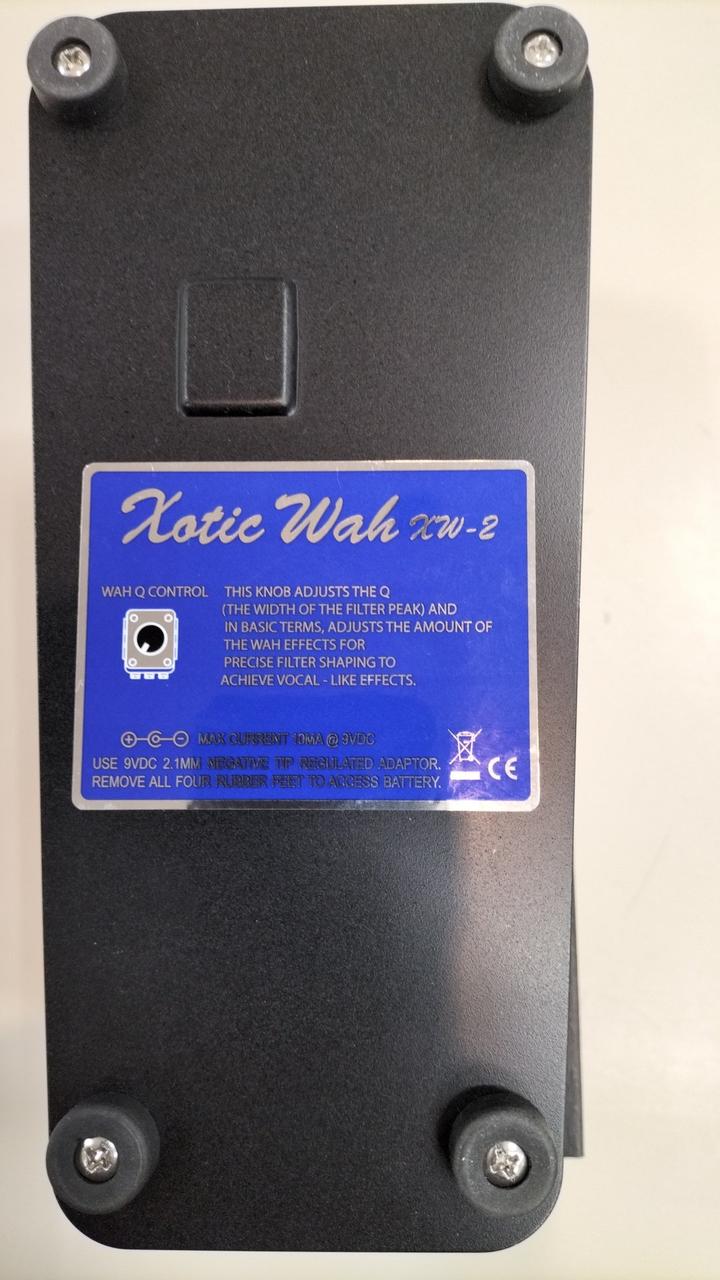 Xotic Wah XW-2
WAH Q CONTROL THIS KNOB ADJUSTS THE Q
(THE WIDTH OF THE FILTER PEAK) AND
IN BASIC TERMS, ADJUSTS THE AMOUNT OF
THE WAH EFFECTS FOR
PRECISE FILTER SHAPING TO
ACHIEVE VOCAL - LIKE EFFECTS.
MAX CURRENT 10MA @ 9VDC
USE 9VDC 2.1MM NEGATIVE TIP REGULATED ADAPTOR.
REMOVE ALL FOUR RUBBER FEET TO ACCESS BATTERY.
CE